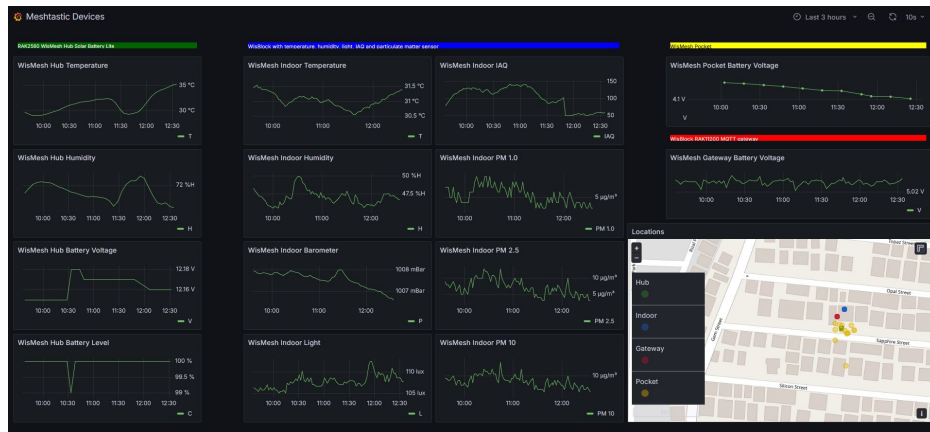 Meshtastic Devices
Last 3 hours
10s
RAK2560 WisMesh Hub Solar Battery Lite
WisBlock with temperature, humidity, light, IAQ and particulate matter sensor
WisMesh Pocket
WisMesh Hub Temperature
35 °C
30 °C
10:00 10:30 11:00 11:30 12:00 12:30
T
WisMesh Indoor Temperature
31.5 °C
31 °C
30.5 °C
10:00 11:00 12:00
T
WisMesh Indoor IAQ
150
100
50
10:00 11:00 12:00
IAQ
WisMesh Pocket Battery Voltage
4.1 V
10:00 10:30 11:00 11:30 12:00 12:30
V
WisBlock RAK11200 MQTT gateway
WisMesh Hub Humidity
72 %H
10:00 10:30 11:00 11:30 12:00 12:30
H
WisMesh Indoor Humidity
50 %H
47.5 %H
10:00 11:00 12:00
H
WisMesh Indoor PM 1.0
5 µg/m³
10:00 11:00 12:00
PM 1.0
WisMesh Gateway Battery Voltage
5.02 V
10:00 10:30 11:00 11:30 12:00 12:30
V
WisMesh Hub Battery Voltage
12.18 V
12.16 V
10:00 10:30 11:00 11:30 12:00 12:30
V
WisMesh Indoor Barometer
1008 mBar
1007 mBar
10:00 10:30 11:00 11:30 12:00 12:30
P
WisMesh Indoor PM 2.5
10 µg/m³
5 µg/m³
10:00 11:00 12:00
PM 2.5
WisMesh Hub Battery Level
100 %
99.5 %
99 %
10:00 10:30 11:00 11:30 12:00 12:30
C
WisMesh Indoor Light
110 lux
105 lux
10:00 10:30 11:00 11:30 12:00 12:30
L
WisMesh Indoor PM 10
10 µg/m³
10:00 11:00 12:00
PM 10
Locations
+
−
Hub
Indoor
Gateway
Pocket
Topaz Street
Opal Street
Sapphire Street
Silicon Street
i